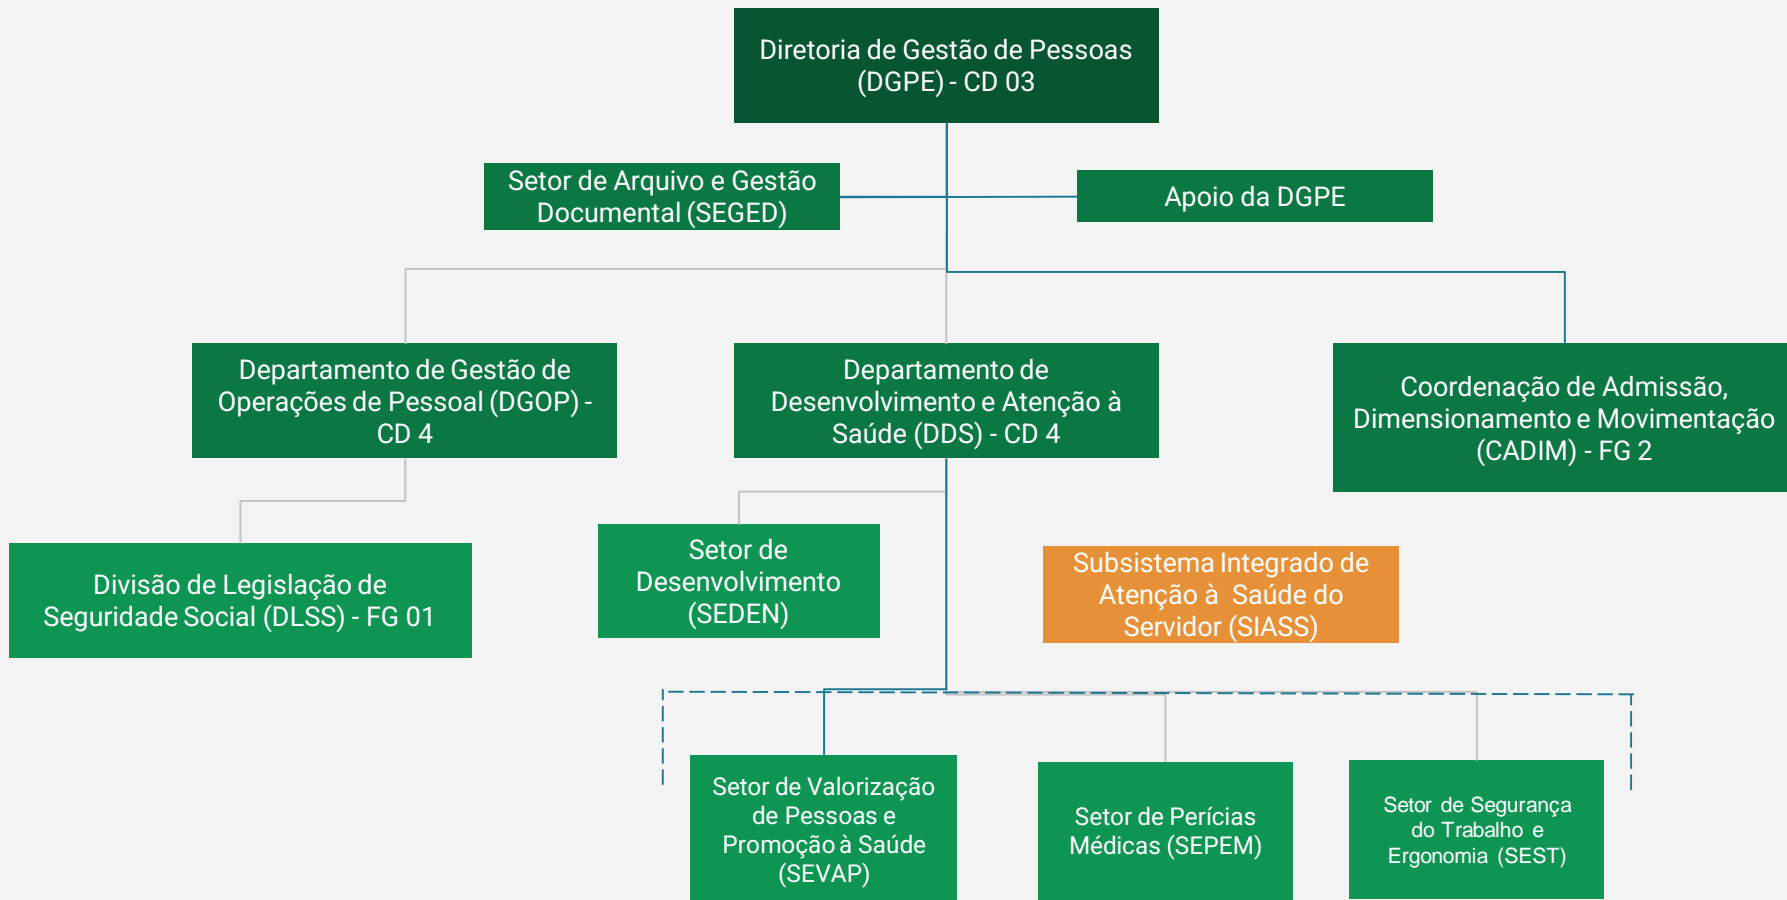 Diretoria de Gestão de Pessoas
(DGPE) - CD 03
Setor de Arquivo e Gestão
Documental (SEGED)
Apoio da DGPE
Departamento de Gestão de
Operações de Pessoal (DGOP) -
CD 4
Departamento de
Desenvolvimento e Atenção à
Saúde (DDS) - CD 4
Coordenação de Admissão,
Dimensionamento e Movimentação
(CADIM) - FG 2
Divisão de Legislação de
Seguridade Social (DLSS) - FG 01
Setor de
Desenvolvimento
(SEDEN)
Subsistema Integrado de
Atenção à Saúde do
Servidor (SIASS)
Setor de Valorização
de Pessoas e
Promoção à Saúde
(SEVAP)
Setor de Perícias
Médicas (SEPEM)
Setor de Segurança
do Trabalho e
Ergonomia (SEST)